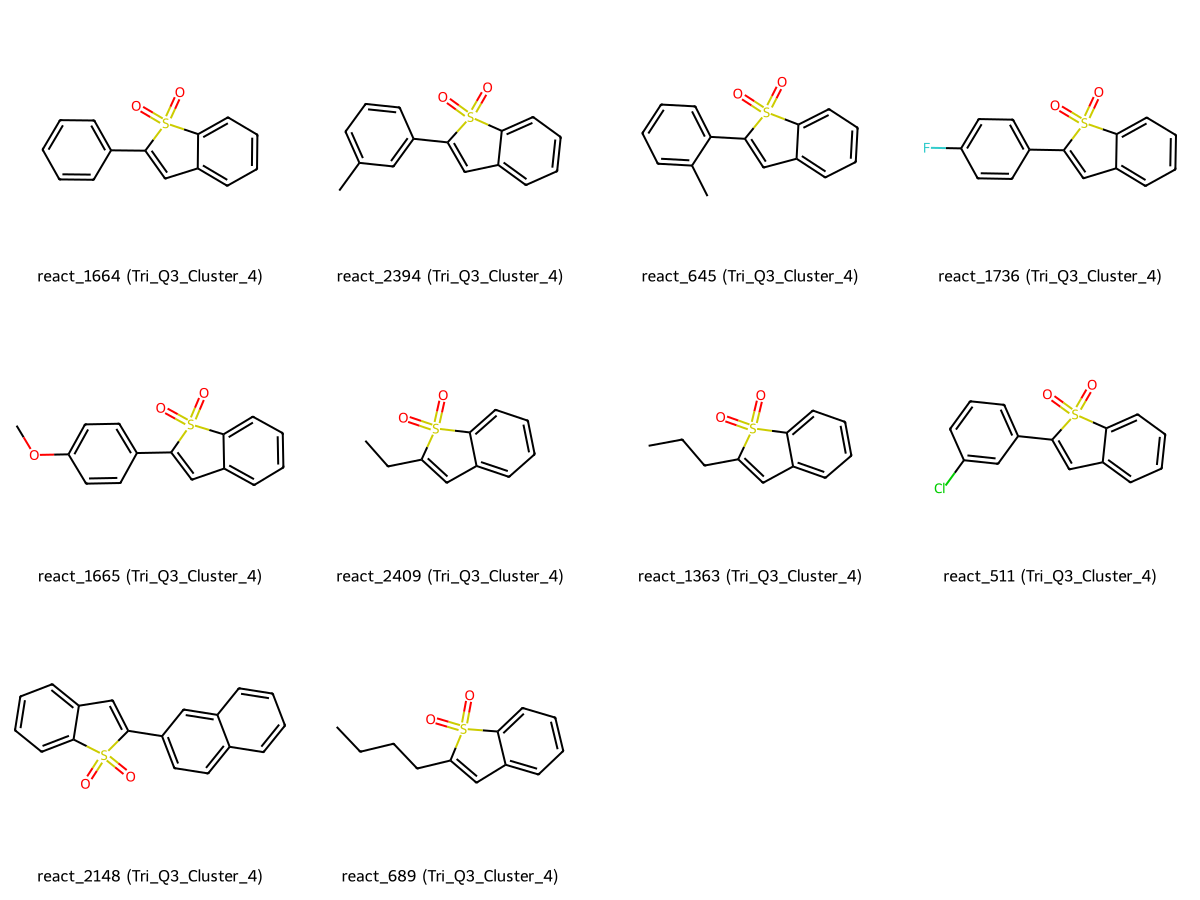 O O S
O O S
O O S
F O O S
react_1664 (Tri_Q3_Cluster_4)
react_2394 (Tri_Q3_Cluster_4)
react_645 (Tri_Q3_Cluster_4)
react_1736 (Tri_Q3_Cluster_4)
O O O S
O O S
O O S
Cl O O S
react_1665 (Tri_Q3_Cluster_4)
react_2409 (Tri_Q3_Cluster_4)
react_1363 (Tri_Q3_Cluster_4)
react_511 (Tri_Q3_Cluster_4)
S O O
O O S
react_2148 (Tri_Q3_Cluster_4)
react_689 (Tri_Q3_Cluster_4)